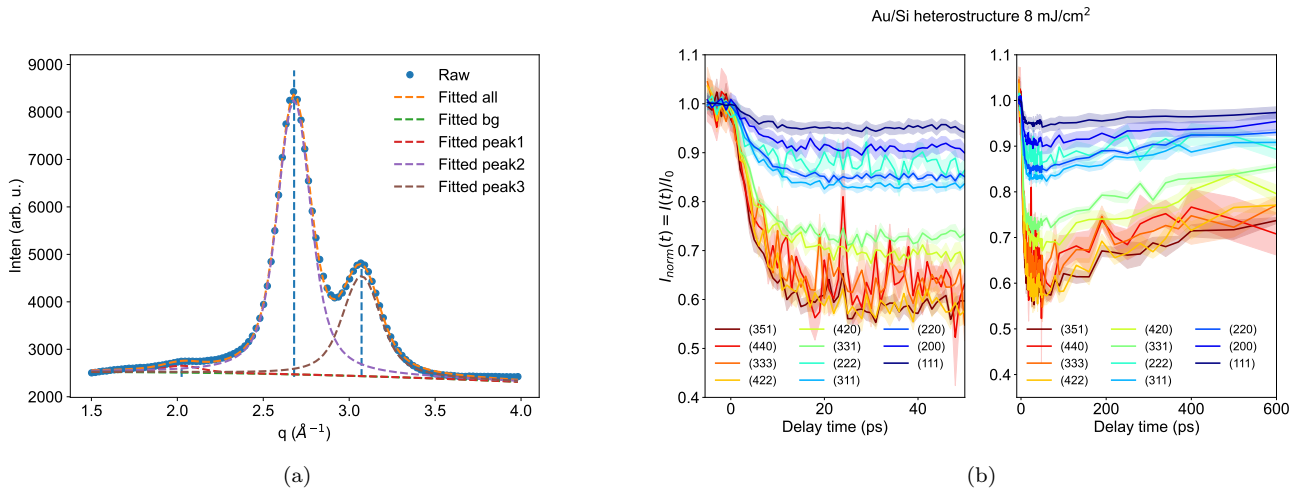 Au/Si heterostructure 8 mJ/cm²
9000
8000
7000
6000
5000
4000
3000
2000
Inten (arb. u.)
1.5 2.0 2.5 3.0 3.5 4.0
q (Å⁻¹)
Raw
Fitted all
Fitted bg
Fitted peak1
Fitted peak2
Fitted peak3
(a)
1.1
1.0
0.9
0.8
0.7
0.6
0.5
0.4
I_norm(t) = I(t)/I₀
(351) (420) (220)
(440) (331) (200)
(333) (222) (111)
(422) (311)
0 20 40
Delay time (ps)
1.1
1.0
0.9
0.8
0.7
0.6
0.5
0.4
(351) (420) (220)
(440) (331) (200)
(333) (222) (111)
(422) (311)
0 200 400 600
Delay time (ps)
(b)